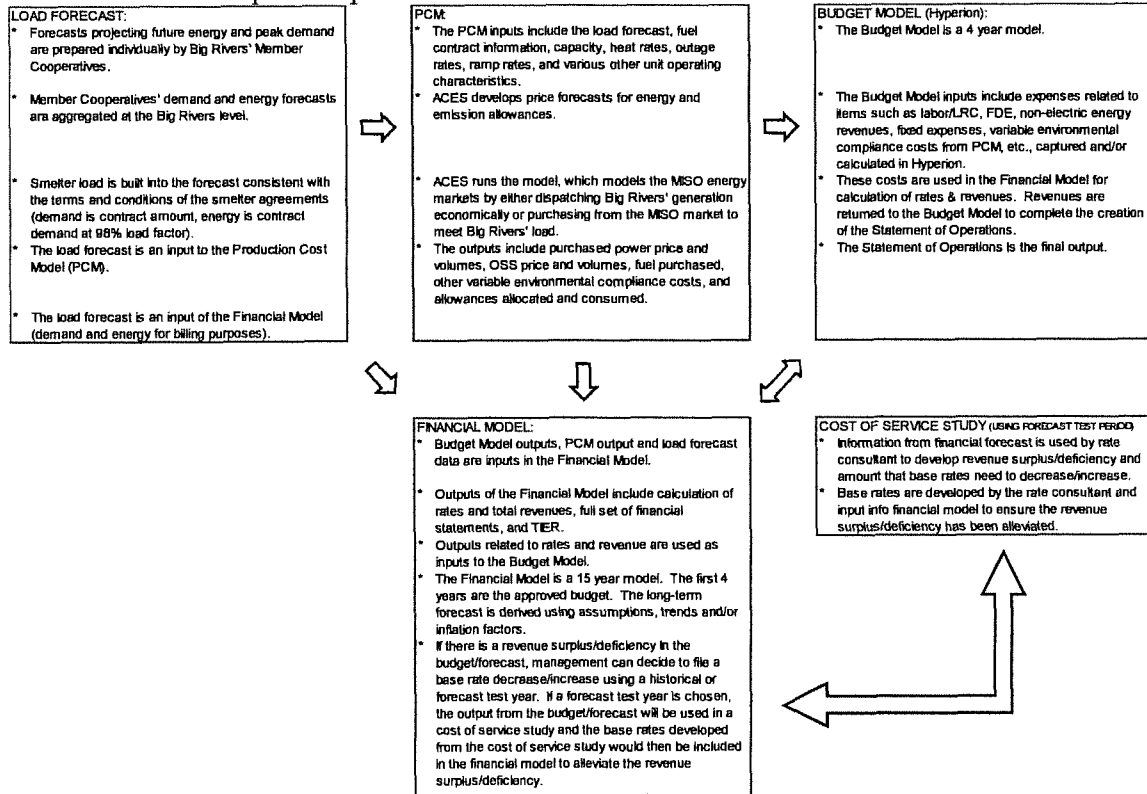 LOAD FORECAST:
* Forecasts projecting future energy and peak demand
are prepared individually by Big Rivers' Member
Cooperatives.
* Member Cooperatives' demand and energy forecasts
are aggregated at the Big Rivers level.
* Smelter load is built into the forecast consistent with
the terms and conditions of the smelter agreements
(demand is contract amount, energy is contract
demand at 98% load factor).
* The load forecast is an input to the Production Cost
Model (PCM).
* The load forecast is an input of the Financial Model
(demand and energy for billing purposes).
PCM:
* The PCM inputs include the load forecast, fuel
contract information, capacity, heat rates, outage
rates, ramp rates, and various other unit operating
characteristics.
* ACES develops price forecasts for energy and
emission allowances.
* ACES runs the model, which models the MISO energy
markets by either dispatching Big Rivers' generation
economically or purchasing from the MISO market to
meet Big Rivers' load.
* The outputs include purchased power price and
volumes, OSS price and volumes, fuel purchased,
other variable environmental compliance costs, and
allowances allocated and consumed.
BUDGET MODEL (Hyperion):
* The Budget Model is a 4 year model.
* The Budget Model inputs include expenses related to
items such as labor/LRC, FDE, non-electric energy
revenues, fixed expenses, variable environmental
compliance costs from PCM, etc., captured and/or
calculated in Hyperion.
* These costs are used in the Financial Model for
calculation of rates & revenues. Revenues are
returned to the Budget Model to complete the creation
of the Statement of Operations.
* The Statement of Operations is the final output.
FINANCIAL MODEL:
* Budget Model outputs, PCM output and load forecast
data are inputs in the Financial Model.
* Outputs of the Financial Model include calculation of
rates and total revenues, full set of financial
statements, and TIER.
* Outputs related to rates and revenue are used as
inputs to the Budget Model.
* The Financial Model is a 15 year model. The first 4
years are the approved budget. The long-term
forecast is derived using assumptions, trends and/or
inflation factors.
* If there is a revenue surplus/deficiency in the
budget/forecast, management can decide to file a
base rate decrease/increase using a historical or
forecast test year. If a forecast test year is chosen,
the output from the budget/forecast will be used in a
cost of service study and the base rates developed
from the cost of service study would then be included
in the financial model to alleviate the revenue
surplus/deficiency.
COST OF SERVICE STUDY (USING FORECAST TEST PERIOD)
* Information from financial forecast is used by rate
consultant to develop revenue surplus/deficiency and
amount that base rates need to decrease/increase.
* Base rates are developed by the rate consultant and
input info financial model to ensure the revenue
surplus/deficiency has been alleviated.